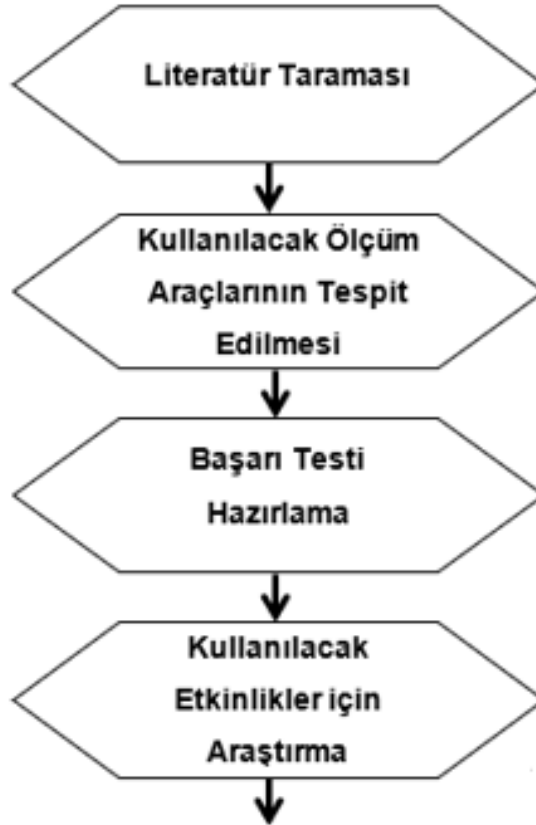 Literatür Taraması
Kullanılacak Ölçüm
Araçlarının Tespit
Edilmesi
Başarı Testi
Hazırlama
Kullanılacak
Etkinlikler için
Araştırma